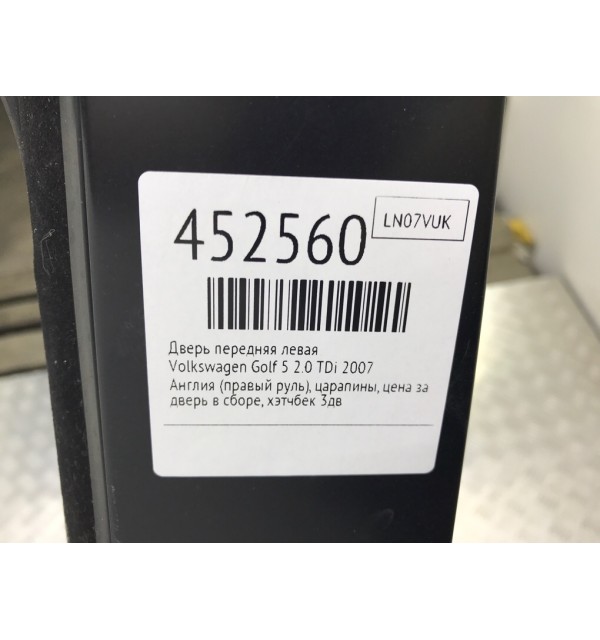 452560
LN07VUK
Дверь передняя левая
Volkswagen Golf 5 2.0 TDi 2007
Англия (правый руль), царапины, цена за
дверь в сборе, хэтчбек 3дв